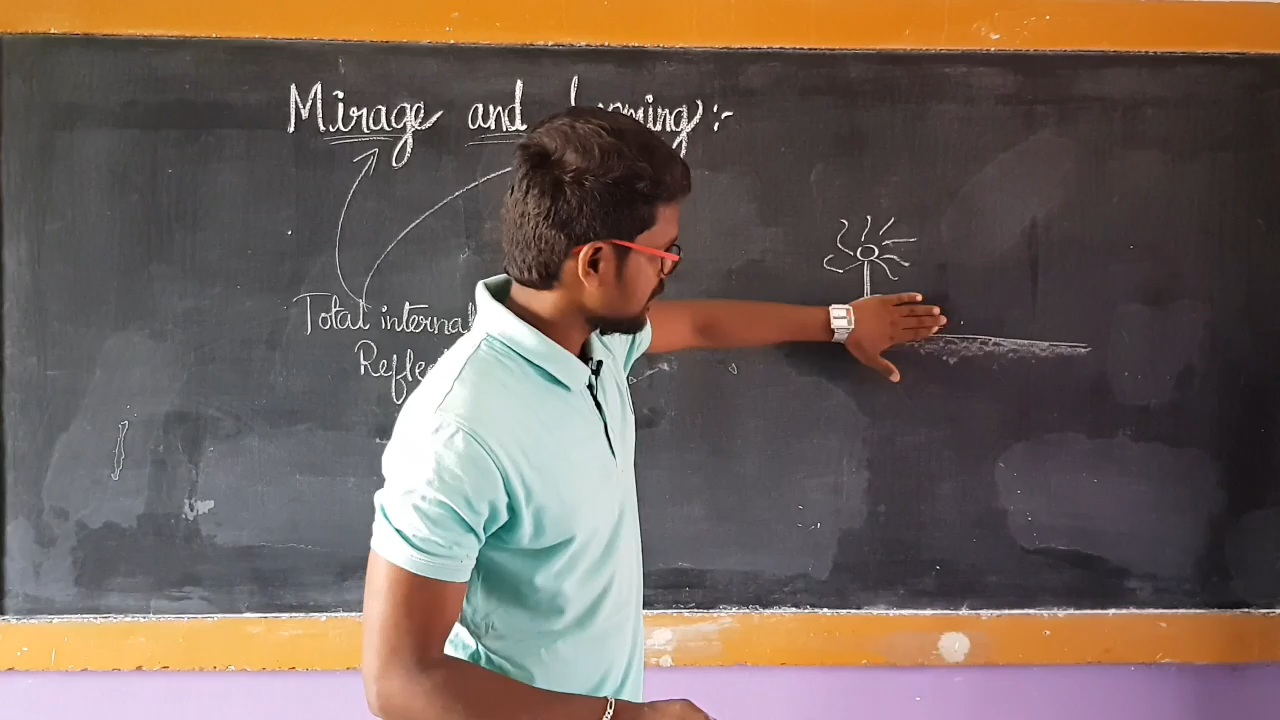 Mirage and :-
Total internal